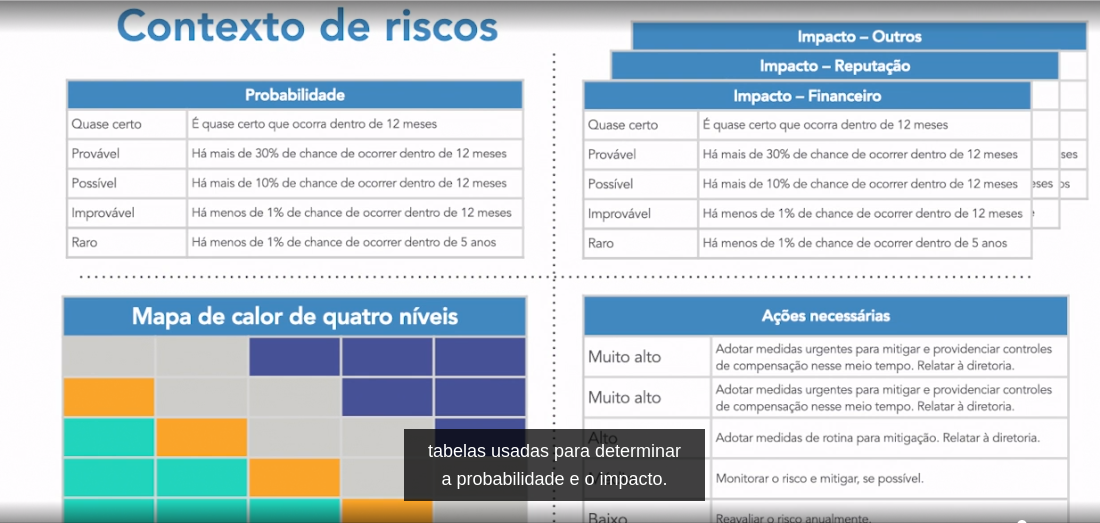 Contexto de riscos
Probabilidade
Quase certo É quase certo que ocorra dentro de 12 meses
Provável Há mais de 30% de chance de ocorrer dentro de 12 meses
Possível Há mais de 10% de chance de ocorrer dentro de 12 meses
Improvável Há menos de 1% de chance de ocorrer dentro de 12 meses
Raro Há menos de 1% de chance de ocorrer dentro de 5 anos
Impacto – Outros
Impacto – Reputação
Impacto – Financeiro
Quase certo É quase certo que ocorra dentro de 12 meses
Provável Há mais de 30% de chance de ocorrer dentro de 12 meses
Possível Há mais de 10% de chance de ocorrer dentro de 12 meses
Improvável Há menos de 1% de chance de ocorrer dentro de 12 meses
Raro Há menos de 1% de chance de ocorrer dentro de 5 anos
Mapa de calor de quatro níveis
Ações necessárias
Muito alto Adotar medidas urgentes para mitigar e providenciar controles
de compensação nesse meio tempo. Relatar à diretoria.
Muito alto Adotar medidas urgentes para mitigar e providenciar controles
de compensação nesse meio tempo. Relatar à diretoria.
Alto Adotar medidas de rotina para mitigação. Relatar à diretoria.
Monitorar o risco e mitigar, se possível.
Baixo Reavaliar o risco anualmente.
tabelas usadas para determinar
a probabilidade e o impacto.